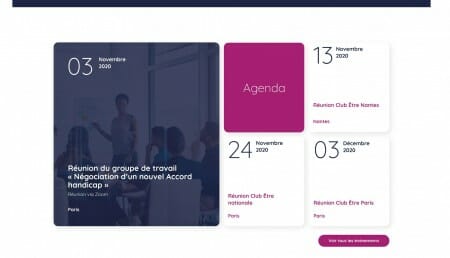 03 Novembre
2020
Réunion du groupe de travail
« Négociation d'un nouvel Accord
handicap »
Réunion via Zoom
Paris
Agenda
13 Novembre
2020
Réunion Club Être Nantes
Nantes
24 Novembre
2020
Réunion Club Être
nationale
Paris
03 Décembre
2020
Réunion Club Être Paris
Paris
Voir tous les événements